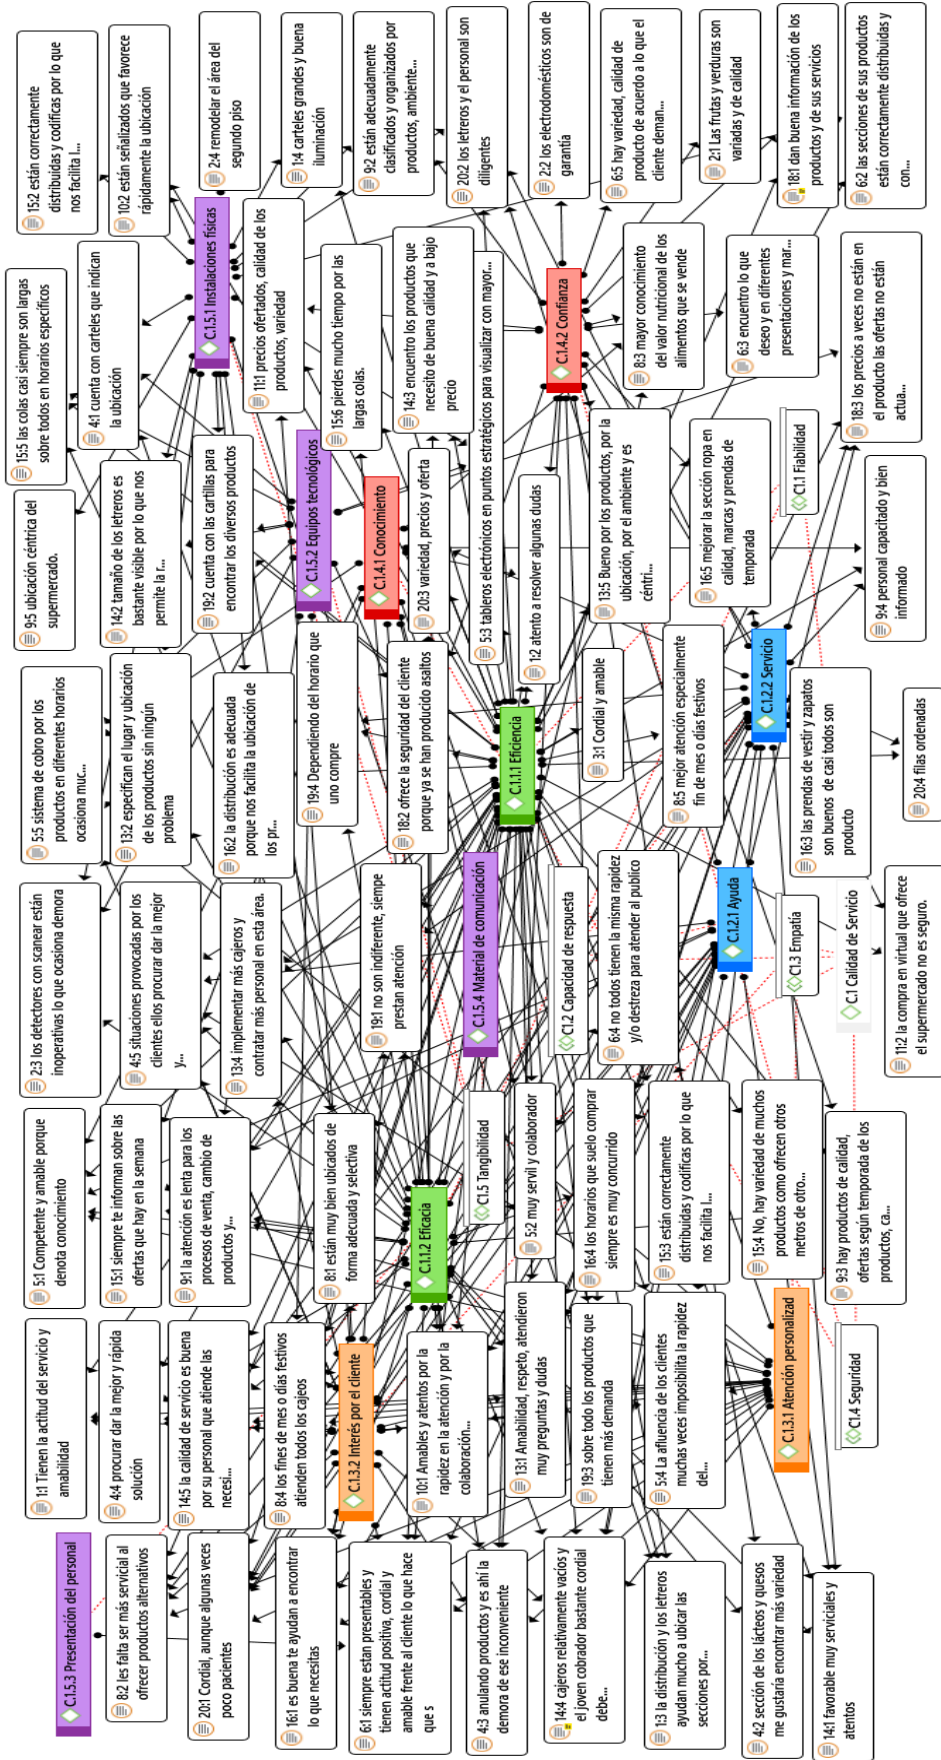 C.1.5.3 Presentación del personal
8:2 les falta ser más servicial al
ofrecer productos alternativos
20:1 Cordial, aunque algunas veces
poco pacientes
16:1 es buena te ayudan a encontrar
lo que necesitas
6:1 siempre estan presentables y
tienen actitud positiva, cordial y
amable frente al cliente lo que hace
que s
4:3 anulando productos y es ahí la
demora de ese inconveniente
14:4 cajeros relativamente vacíos y
el joven cobrador bastante cordial
debe...
1:3 la distribución y los letreros
ayudan mucho a ubicar las
secciones por...
4:2 sección de los lácteos y quesos
me gustaría encontrar más variedad
14:1 favorable muy serviciales y
atentos
1:1 Tienen la actitud del servicio y
amabilidad
4:4 procurar dar la mejor y rápida
solución
14:5 la calidad de servicio es buena
por su personal que atiende las
necesi...
8:4 los fines de mes o días festivos
atienden todos los cajeos
C.1.3.2 Interés por el cliente
10:1 Amables y atentos por la
rapidez en la atención y por la
colaboración...
13:1 Amabilidad, respeto, atendieron
muy preguntas y dudas
19:3 sobre todo los productos que
tienen más demanda
5:4 La afluencia de los clientes
muchas veces imposibilita la rapidez
del...
C.1.3.1 Atención personalizad
C.1.4 Seguridad
5:1 Competente y amable porque
denota conocimiento
15:1 siempre te informan sobre las
ofertas que hay en la semana
9:1 la atención es lenta para los
procesos de venta, cambio de
productos y...
8:1 están muy bien ubicados de
forma adecuada y selectiva
C.1.1.2 Eficacia
C.1.5 Tangibilidad
5:2 muy servi y colaborador
16:4 los horarios que suelo comprar
siempre es muy concurrido
15:3 están correctamente
distribuidas y codificas por lo que
nos facilita l...
15:4 No, hay variedad de muchos
productos como ofrecen otros
metros de otro...
9:3 hay productos de calidad,
ofertas según temporada de los
productos, ca...
2:3 los detectores con scanear están
inoperativas lo que ocasiona demora
4:5 situaciones provocadas por los
clientes ellos procurar dar la mejor
y...
13:4 implementar más cajeros y
contratar más personal en esta área.
19:1 no son indiferente, siempe
prestan atención
C.1.5.4 Material de comunicación
C.1.2 Capacidad de respuesta
6:4 no todos tienen la misma rapidez
y/o destreza para atender al publico
C.1.2.1 Ayuda
C.1.3 Empatía
C.1 Calidad de Servicio
11:2 la compra en virtual que ofrece
el supermercado no es seguro.
5:5 sistema de cobro por los
productos en diferentes horarios
ocasiona muc...
13:2 especifican el lugar y ubicación
de los productos sin ningún
problema
16:2 la distribución es adecuada
porque nos facilita la ubicación de
los pr...
19:4 Dependiendo del horario que
uno compre
18:2 ofrece la seguridad del cliente
porque ya se han producido asaltos
C.1.1.1 Eficiencia
3:1 Cordial y amable
8:5 mejor atención especialmente
fin de mes o días festivos
C.1.2.2 Servicio
16:3 las prendas de vestir y zapatos
son buenos de casi todos son
producto
20:4 filas ordenadas
9:5 ubicación céntrica del
supermercado.
14:2 tamaño de los letreros es
bastante visible por lo que nos
permite la r...
19:2 cuenta con las cartillas para
encontrar los diversos productos
C.1.5.2 Equipos tecnológicos
C.1.4.1 Conocimiento
20:3 variedad, precios y oferta
5:3 tableros electrónicos en puntos estratégicos para visualizar con mayor...
1:2 atento a resolver algunas dudas
13:5 Bueno por los productos, por la
ubicación, por el ambiente y es
céntri...
16:5 mejorar la sección ropa en
calidad, marcas y prendas de
temporada
C.1.1 Fiabilidad
9:4 personal capacitado y bien
informado
15:5 las colas casi siempre son largas
sobre todos en horarios específicos
4:1 cuenta con carteles que indican
la ubicación
C.1.5.1 Instalaciones físicas
11:1 precios ofertados, calidad de los
productos, variedad
15:6 pierdes mucho tiempo por las
largas colas.
14:3 encuentro los productos que
necesito de buena calidad y a bajo
precio
C.1.4.2 Confianza
8:3 mayor conocimiento
del valor nutricional de los
alimentos que se vende
6:3 encuentro lo que
deseo y en diferentes
presentaciones y mar...
18:3 los precios a veces no están en
el producto las ofertas no están
actua...
15:2 están correctamente
distribuidas y codificas por lo que
nos facilita l...
10:2 están señalizados que favorece
rápidamente la ubicación
2:4 remodelar el área del
segundo piso
1:4 carteles grandes y buena
iluminación
9:2 están adecuadamente
clasificados y organizados por
productos, ambiente...
20:2 los letreros y el personal son
diligentes
2:2 los electrodomésticos son de
garantía
6:5 hay variedad, calidad de
producto de acuerdo a lo que el
cliente deman...
2:1 Las frutas y verduras son
variadas y de calidad
18:1 dan buena información de los
productos y de sus servicios
6:2 las secciones de sus productos
están correctamente distribuidas y
con...